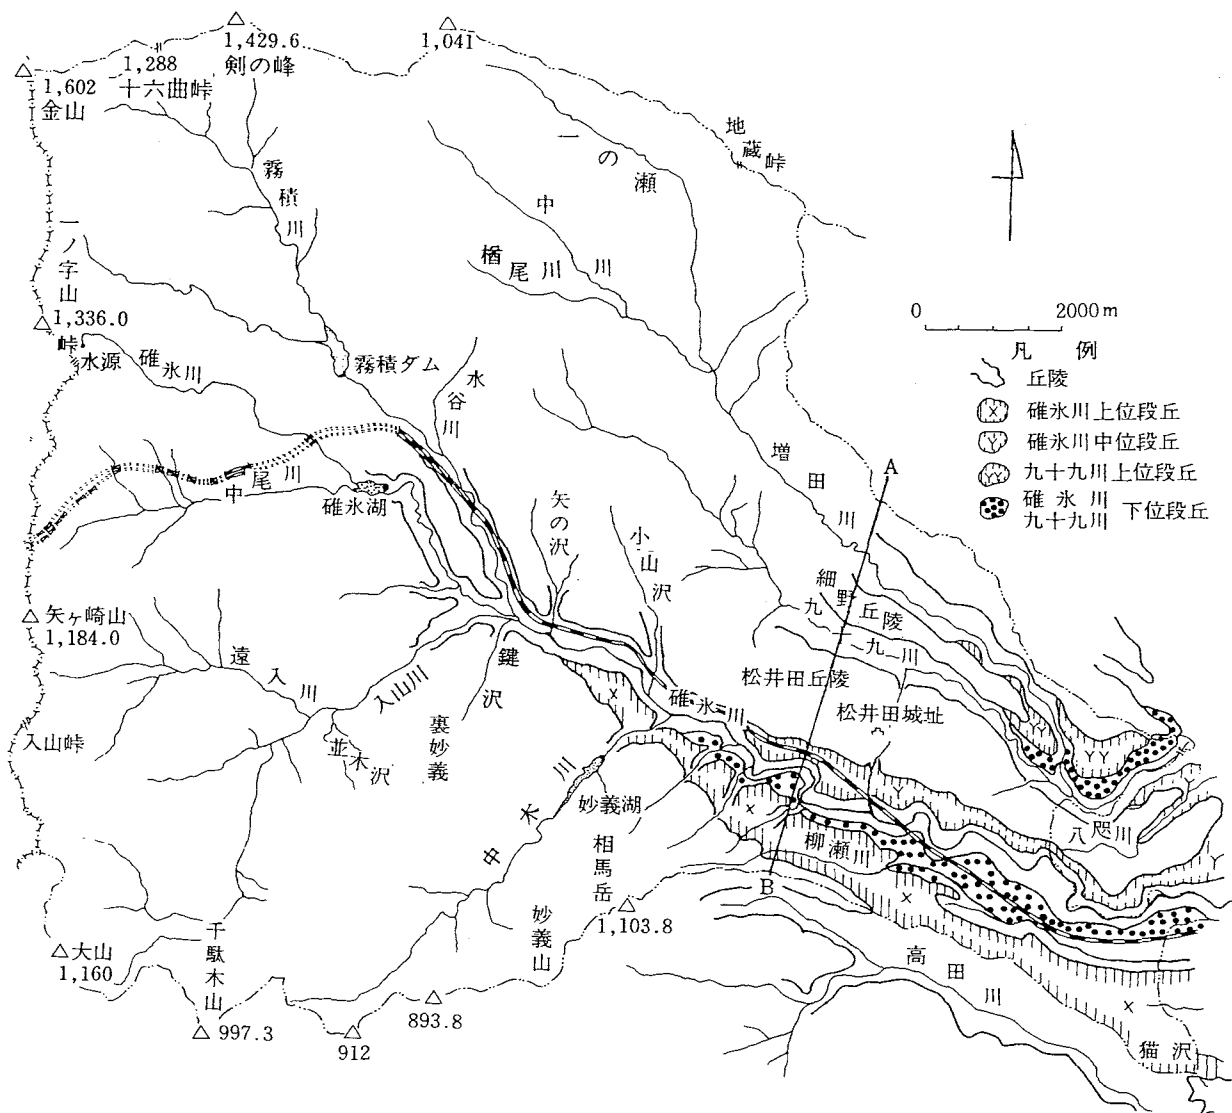 1,429.6
剣の峰
1,041
1,288
十六曲峠
1,602
金山
地蔵峠
一の瀬
霧積川
中川
楢尾川
一ノ字山
1,336.0
峠
水源
碓氷川
霧積ダム
水谷川
0 2000m
凡例
丘陵
碓氷川上位段丘
碓氷川中位段丘
九十九川上位段丘
碓氷川
九十九川
下位段丘
増田川
A
中尾川
碓氷湖
矢の沢
小山沢
細野丘陵
九十九川
矢ヶ崎山
1,184.0
遠入川
入山川
鍵沢
裏妙義
並木沢
入山峠
松井田丘陵
松井田城址
碓氷川
中木川
妙義湖
相馬岳
1,103.8
妙義山
柳瀬川
八咫川
B
高田川
猫沢
大山
1,160
千駄木山
997.3
912
893.8